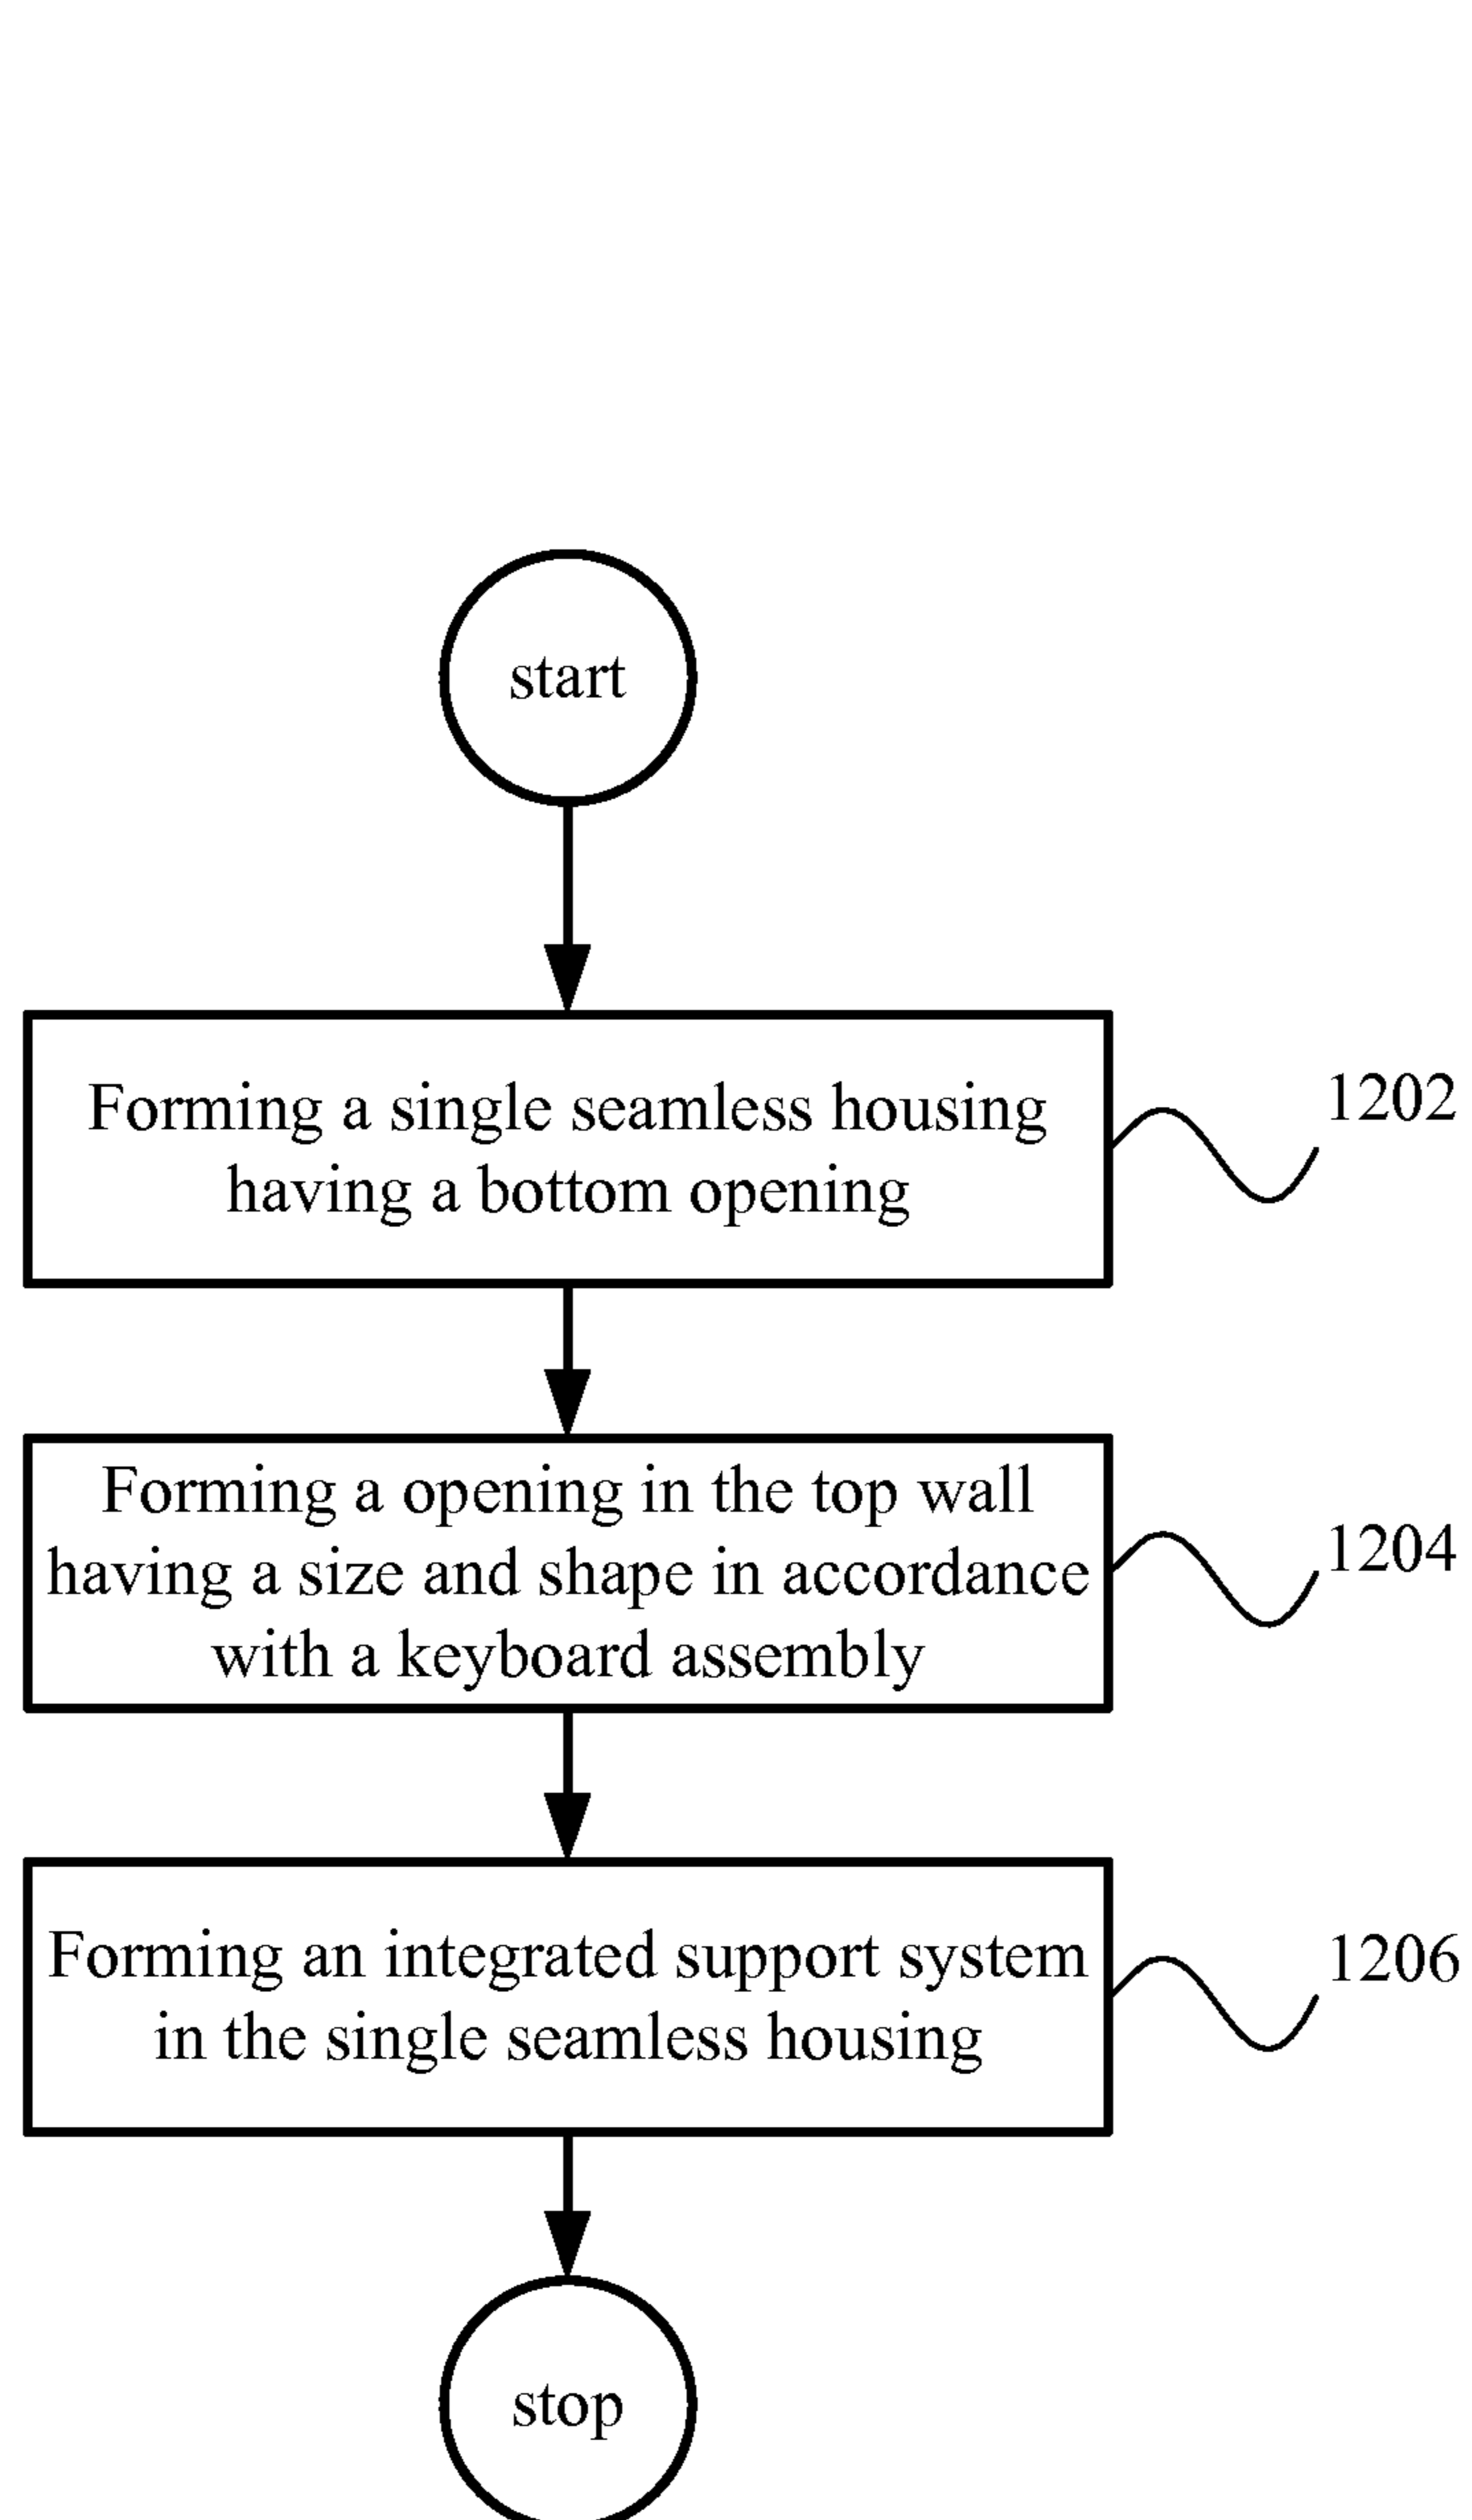 start
Forming a single seamless housing
having a bottom opening
1202
Forming a opening in the top wall
having a size and shape in accordance
with a keyboard assembly
1204
Forming an integrated support system
in the single seamless housing
1206
stop